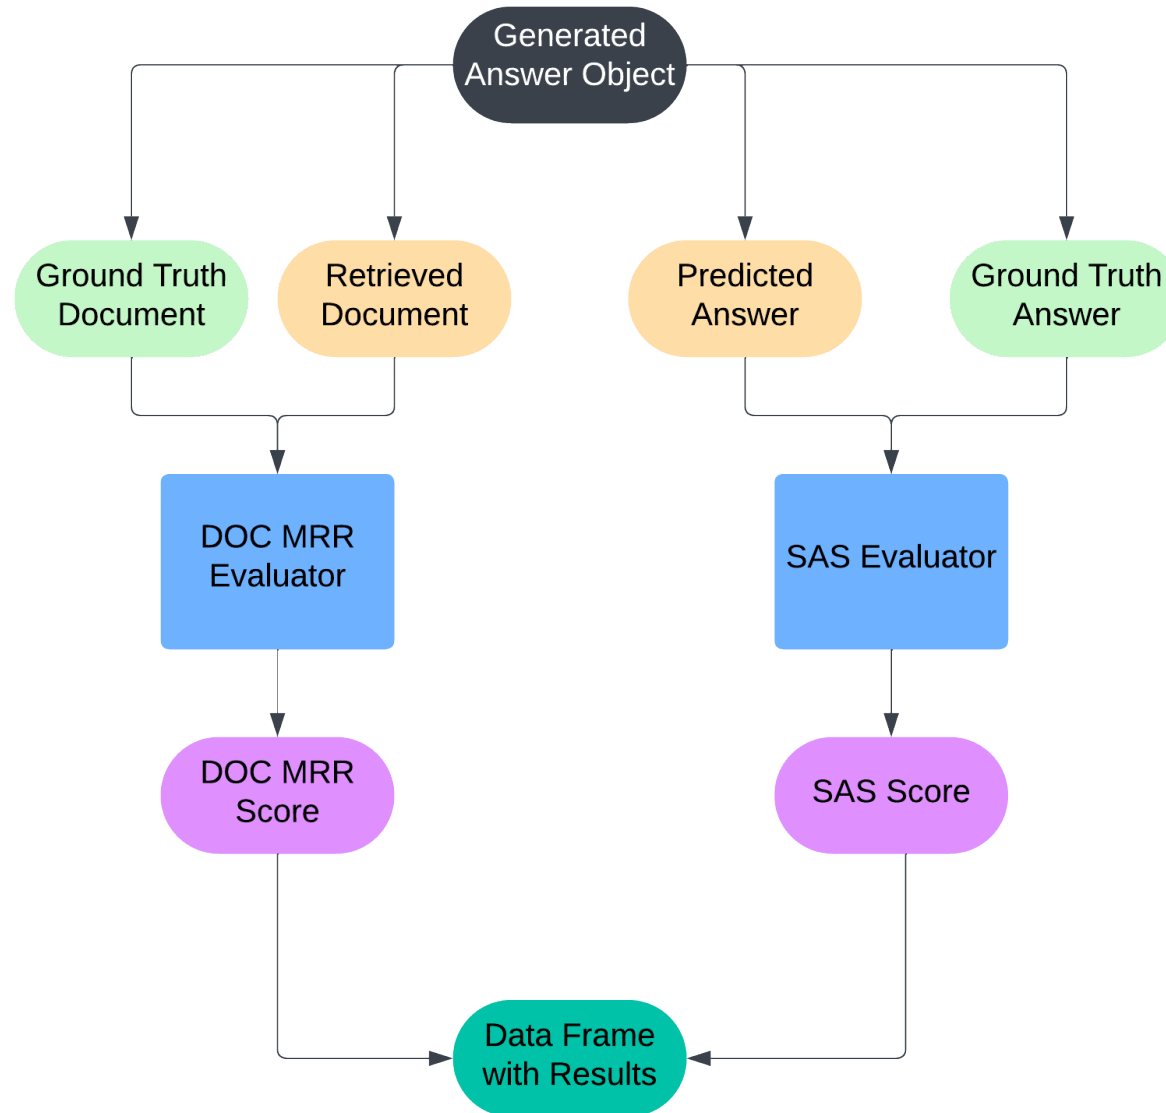 Generated
Answer Object
Ground Truth
Document
Retrieved
Document
Predicted
Answer
Ground Truth
Answer
DOC MRR
Evaluator
SAS Evaluator
DOC MRR
Score
SAS Score
Data Frame
with Results